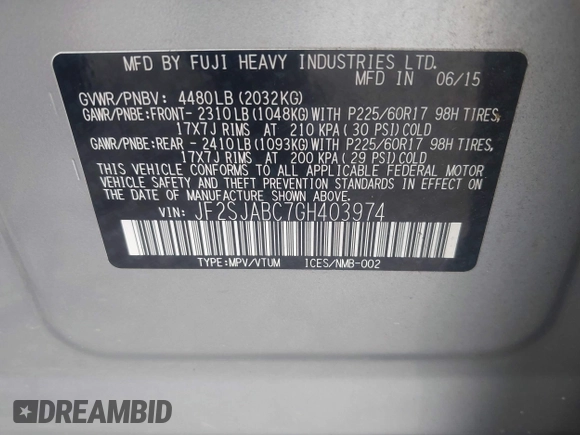 MFD BY FUJI HEAVY INDUSTRIES LTD.
MFD IN 06/15
GVWR/PNBV: 4480LB(2032KG)
GAWR/PNBE:FRONT- 2310LB(1048KG)WITH P225/60R17 98H TIRES,
17X7J RIMS AT 210 KPA(30 PSI)COLD
GAWR/PNBE:REAR - 2410LB(1093KG)WITH P225/60R17 98H TIRES,
17X7J RIMS AT 200 KPA(29 PSI)COLD
THIS VEHICLE CONFORMS TO ALL APPLICABLE FEDERAL MOTOR
VEHICLE SAFETY AND THEFT PREVENTION STANDARDS IN EFFECT
ON THE DATE OF MANUFACTURE SHOWN ABOVE.
VIN: JF2SJABC7GH403974
TYPE:MPV/VTUM ICES/NMB-002
DREAMBID